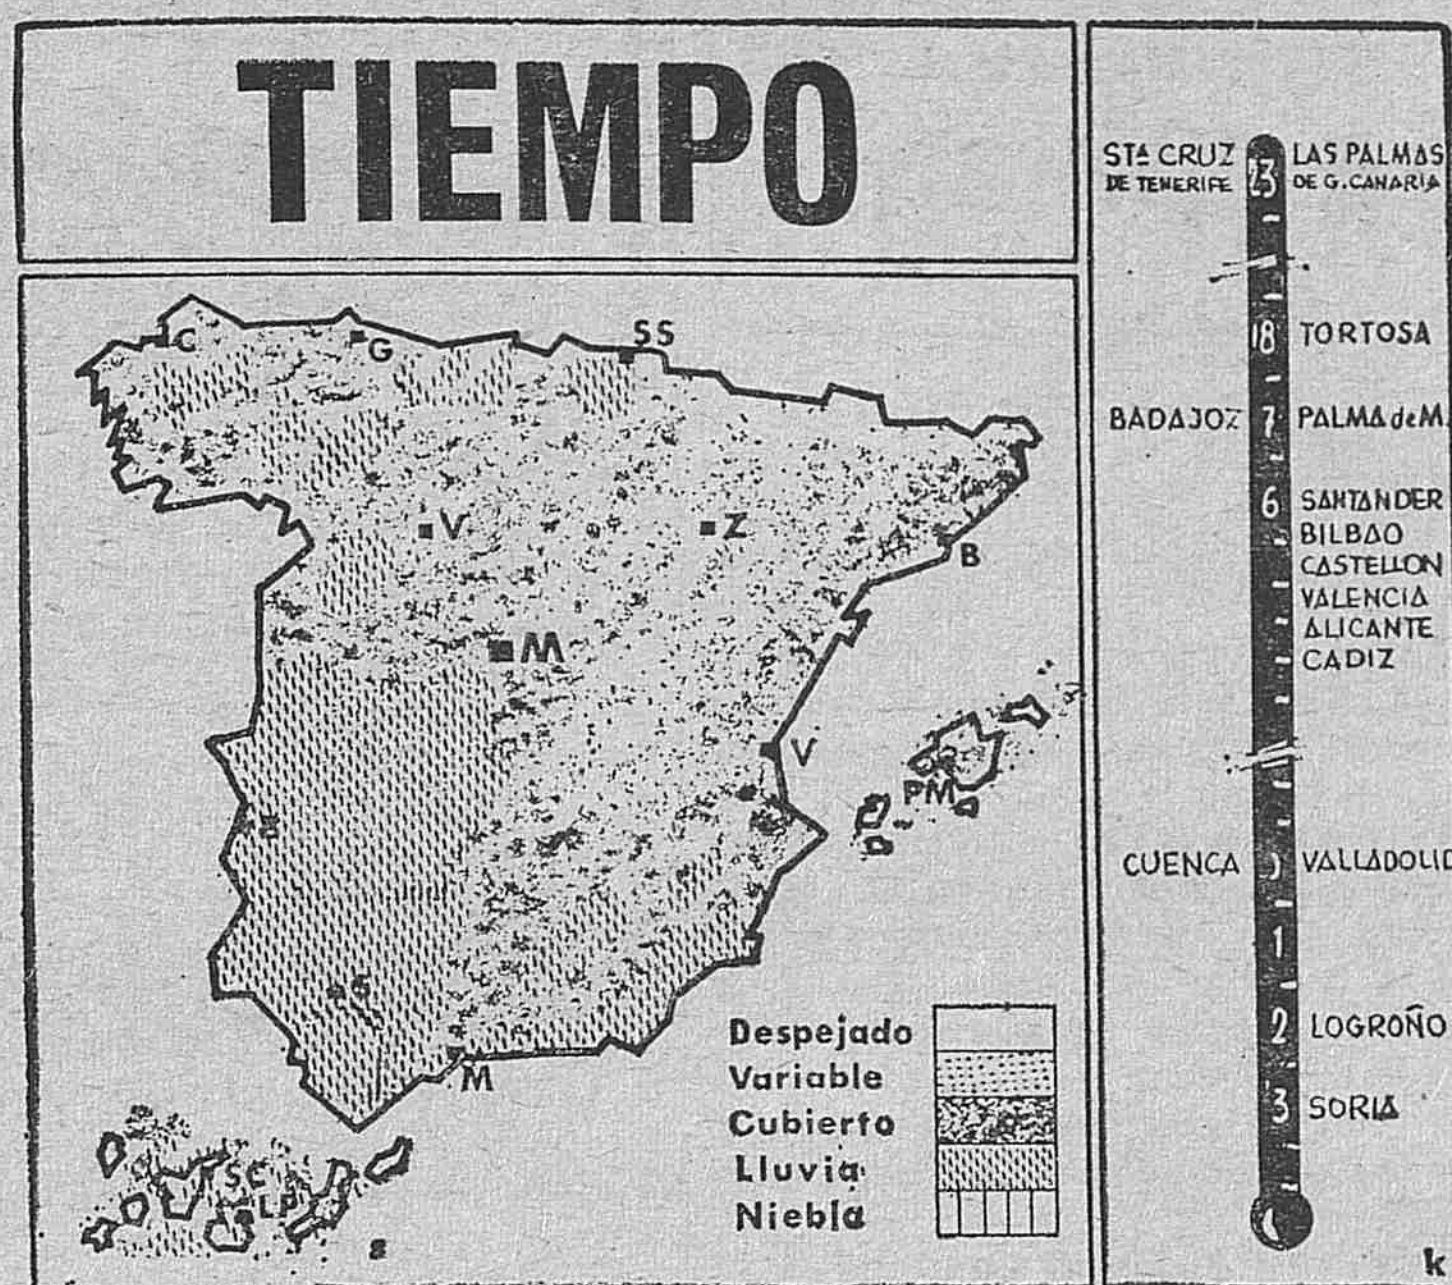 TIEMPO
C
G
SS
V
Z
B
M
V
PM
S
M
SC
LP
Despejado
Variable
Cubierto
Lluvia
Niebla
STA CRUZ 23 LAS PALMAS
DE TENERIFE DE G. CANARIA
18 TORTOSA
BADAJOZ 7 PALMA de M.
6 SANTANDER
BILBAO
CASTELLON
VALENCIA
ALICANTE
CADIZ
CUENCA VALLADOLID
1
2 LOGROÑO
3 SORIA
k